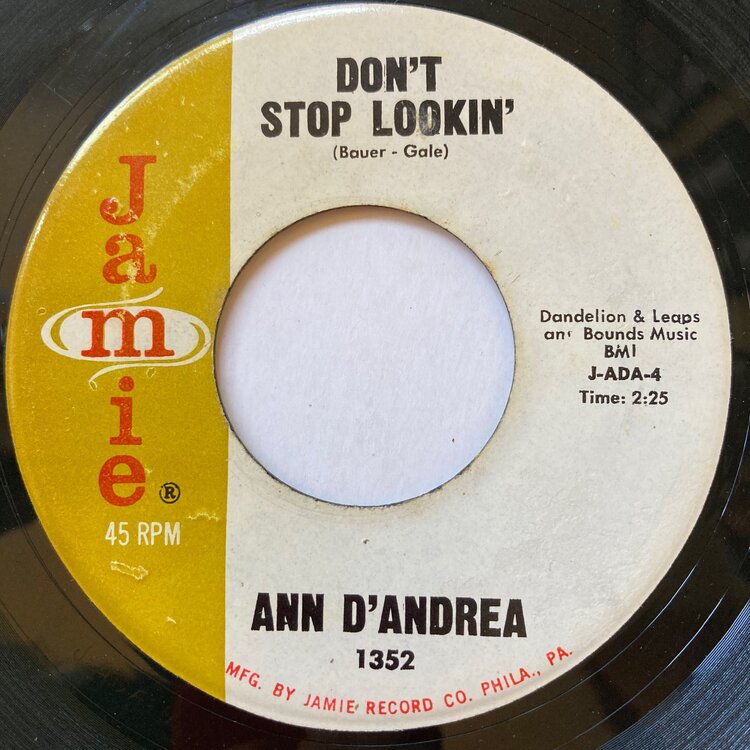 DON'T
STOP LOOKIN'
(Bauer - Gale)
Jamie
®
45 RPM
Dandelion & Leaps
an Bounds Music
BMI
J-ADA-4
Time: 2:25
ANN D'ANDREA
1352
MFG. BY JAMIE RECORD CO. PHILA., PA.